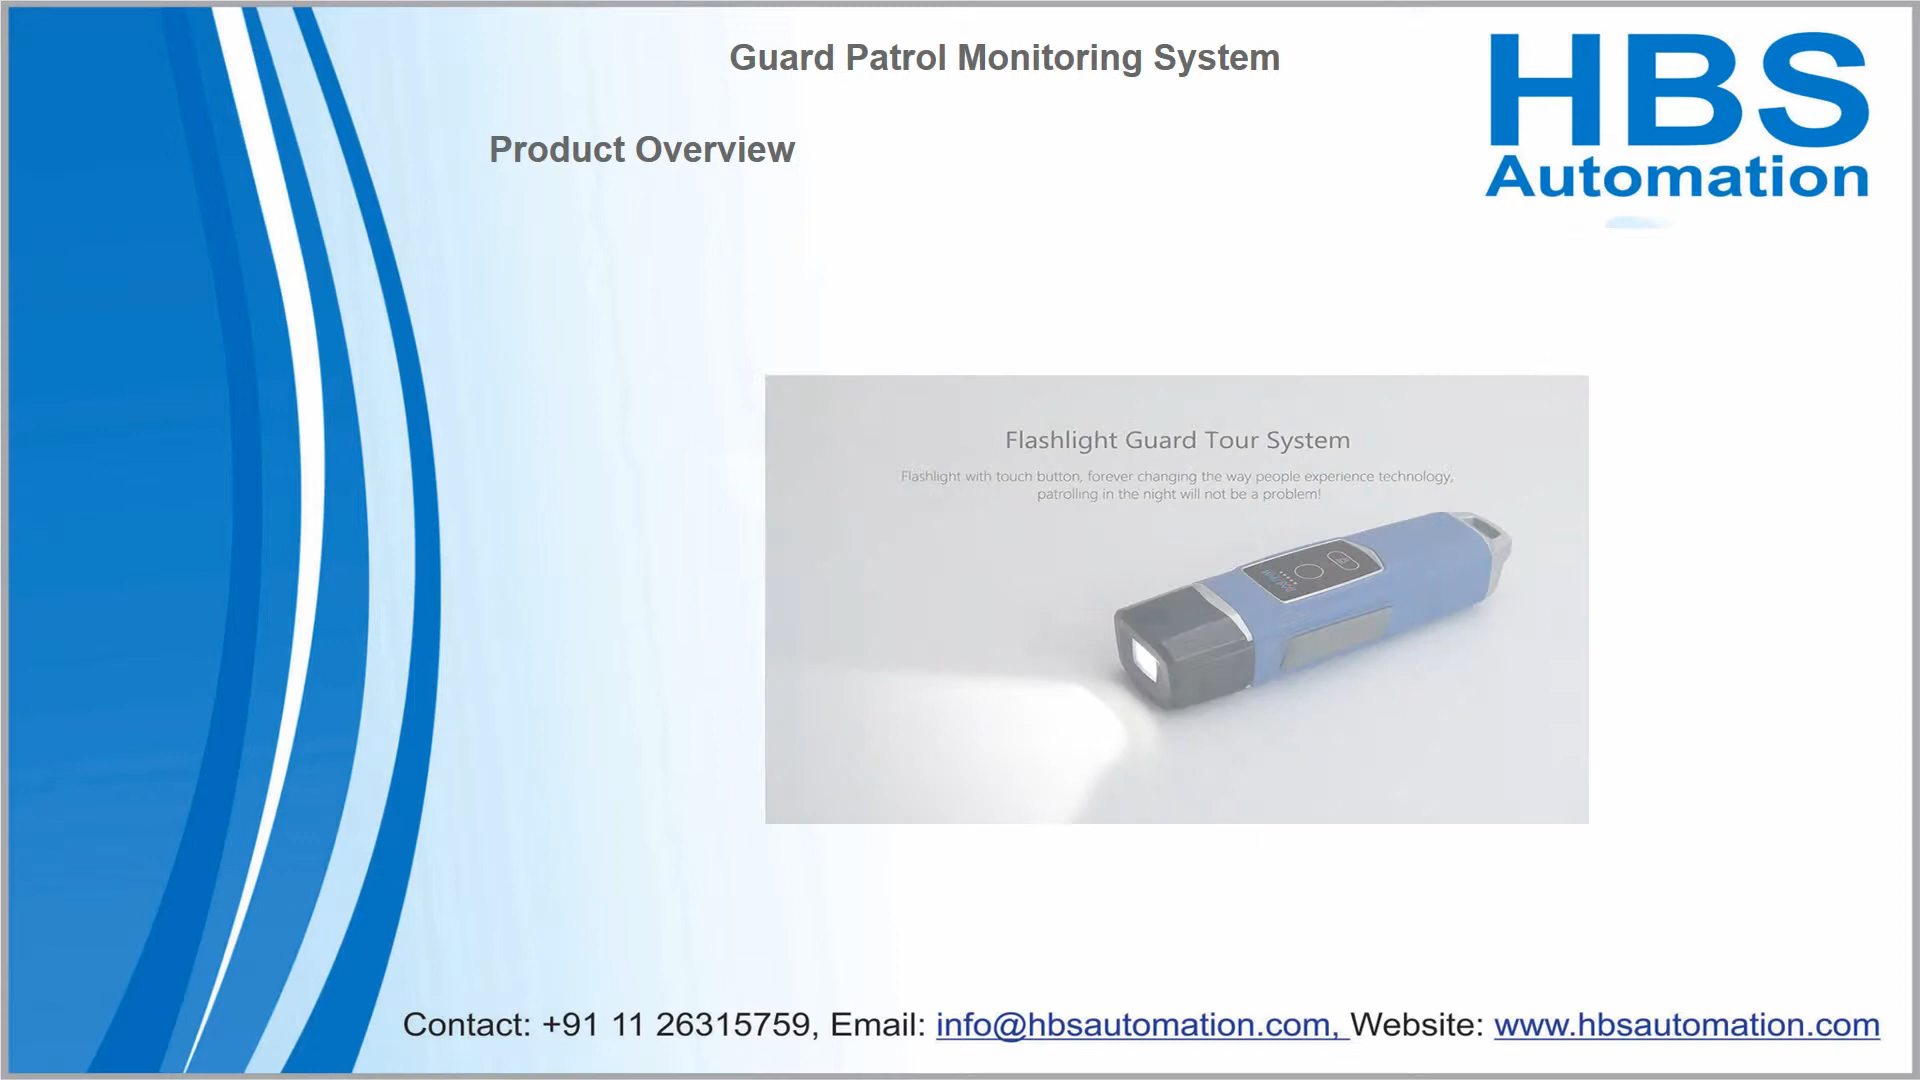 Guard Patrol Monitoring System
HBS
Automation
Product Overview
Flashlight Guard Tour System
Flashlight with touch button, forever changing the way people experience technology,
patrolling in the night will not be a problem!
Contact: +91 11 26315759, Email: info@hbsautomation.com, Website: www.hbsautomation.com